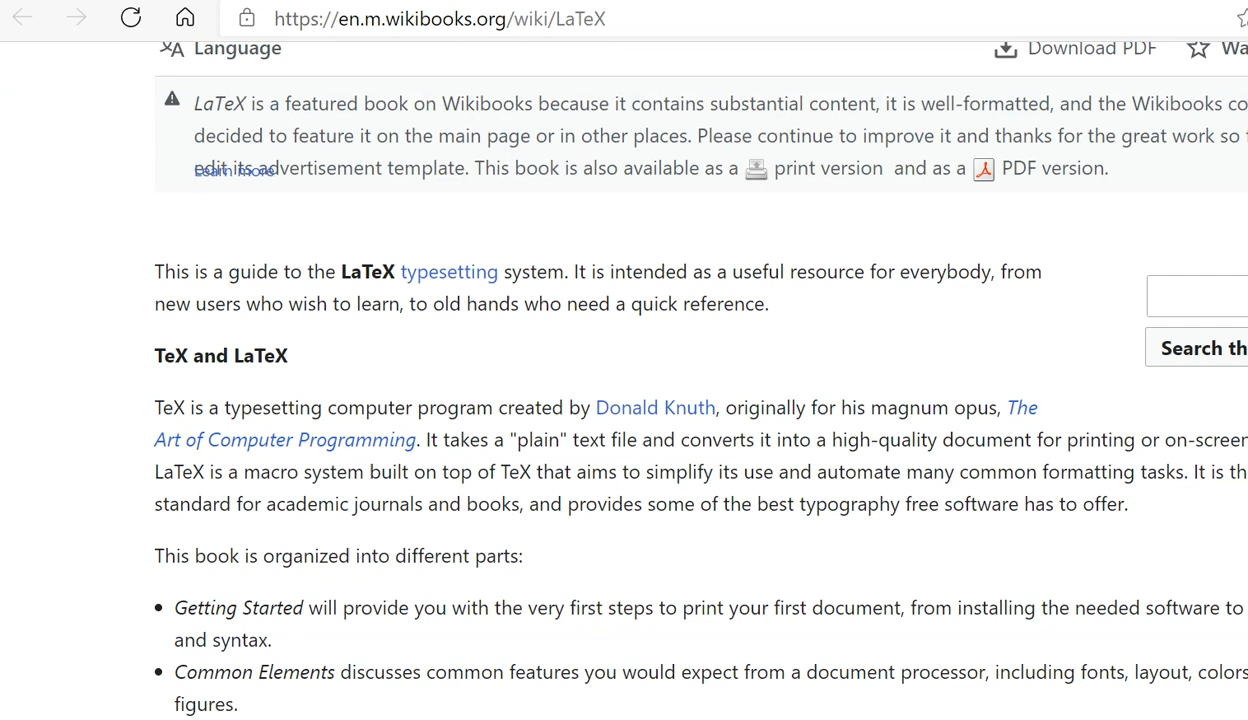 https://en.m.wikibooks.org/wiki/LaTeX
Language
Download PDF
LaTeX is a featured book on Wikibooks because it contains substantial content, it is well-formatted, and the Wikibooks co
decided to feature it on the main page or in other places. Please continue to improve it and thanks for the great work so
edit its advertisement template. This book is also available as a print version and as a PDF version.
Learn more
This is a guide to the LaTeX typesetting system. It is intended as a useful resource for everybody, from
new users who wish to learn, to old hands who need a quick reference.
Search th
TeX and LaTeX
TeX is a typesetting computer program created by Donald Knuth, originally for his magnum opus, The
Art of Computer Programming. It takes a "plain" text file and converts it into a high-quality document for printing or on-screen
LaTeX is a macro system built on top of TeX that aims to simplify its use and automate many common formatting tasks. It is th
standard for academic journals and books, and provides some of the best typography free software has to offer.
This book is organized into different parts:
• Getting Started will provide you with the very first steps to print your first document, from installing the needed software to
and syntax.
• Common Elements discusses common features you would expect from a document processor, including fonts, layout, colors
figures.